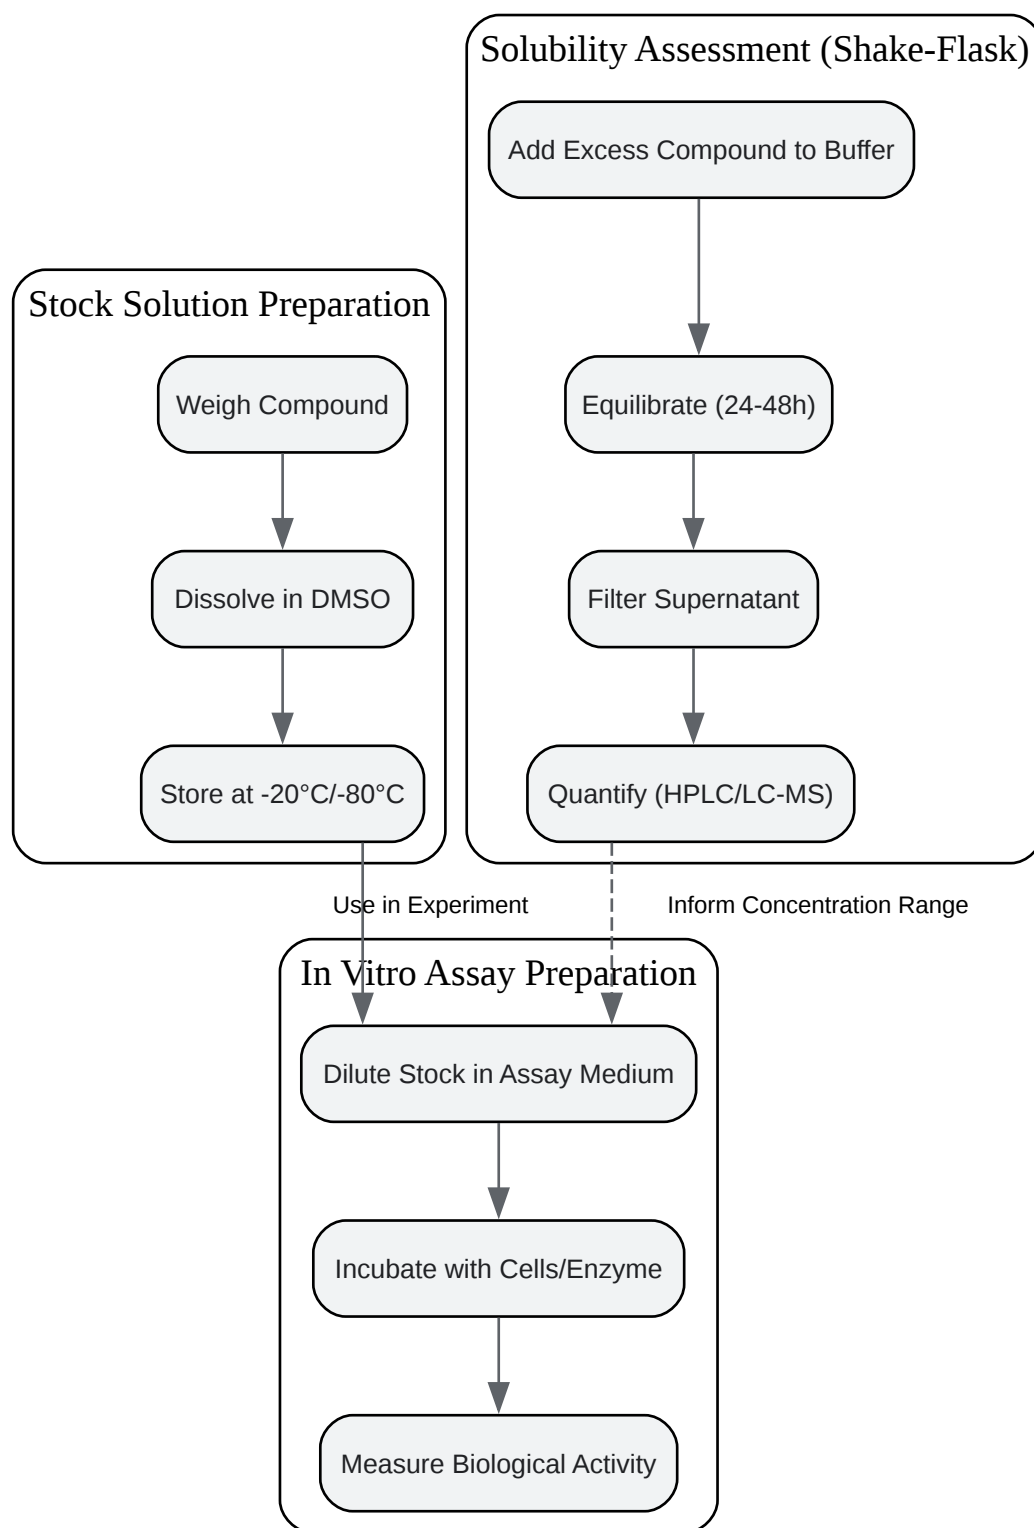 Solubility Assessment (Shake-Flask)
Add Excess Compound to Buffer
Equilibrate (24-48h)
Filter Supernatant
Quantify (HPLC/LC-MS)
Stock Solution Preparation
Weigh Compound
Dissolve in DMSO
Store at -20°C/-80°C
Use in Experiment
Inform Concentration Range
In Vitro Assay Preparation
Dilute Stock in Assay Medium
Incubate with Cells/Enzyme
Measure Biological Activity